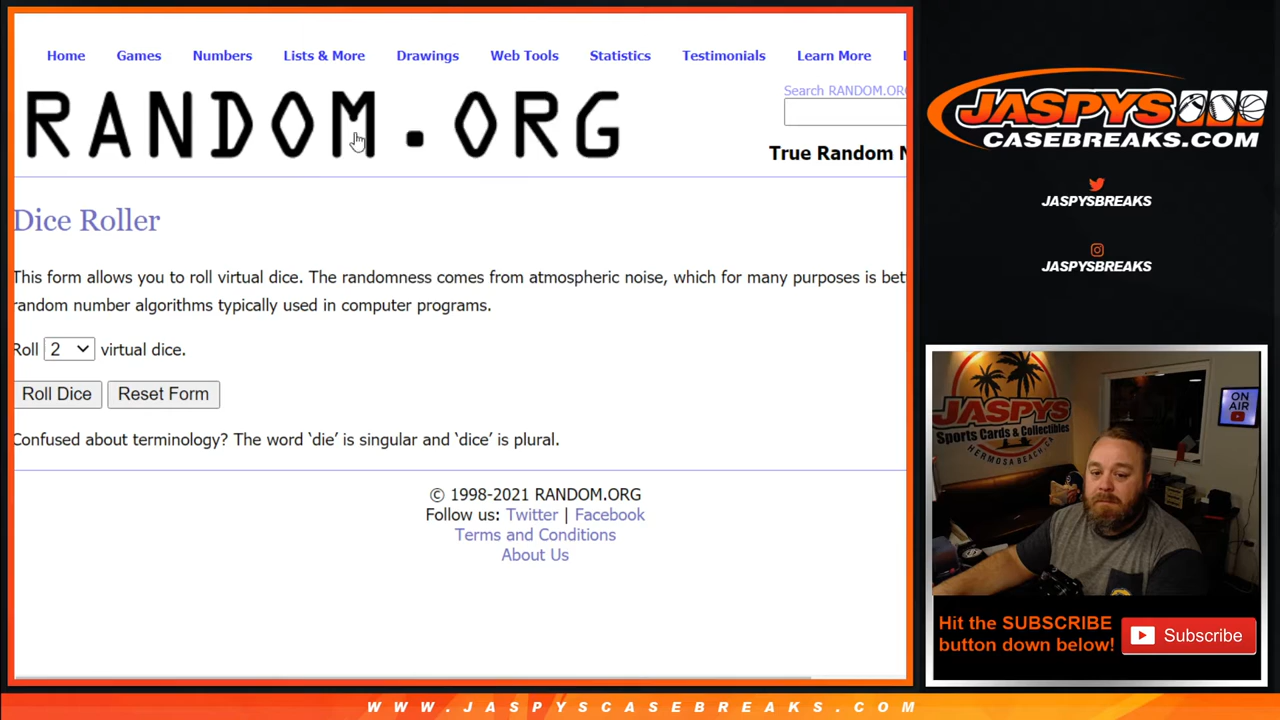 Home Games Numbers Lists & More Drawings Web Tools Statistics Testimonials Learn More
RANDOM.ORG
Search RANDOM.ORG
True Random N
Dice Roller
This form allows you to roll virtual dice. The randomness comes from atmospheric noise, which for many purposes is bet
random number algorithms typically used in computer programs.
Roll 2 virtual dice.
Roll Dice Reset Form
Confused about terminology? The word ‘die’ is singular and ‘dice’ is plural.
© 1998-2021 RANDOM.ORG
Follow us: Twitter | Facebook
Terms and Conditions
About Us
JASPYS
CASEBREAKS.COM
JASPYSBREAKS
JASPYSBREAKS
JASPYS
Sports Cards & Collectibles
HERMOSA BEACH, CA
ON
AIR
Hit the SUBSCRIBE
button down below!
Subscribe
WWW.JASPYSCASEBREAKS.COM